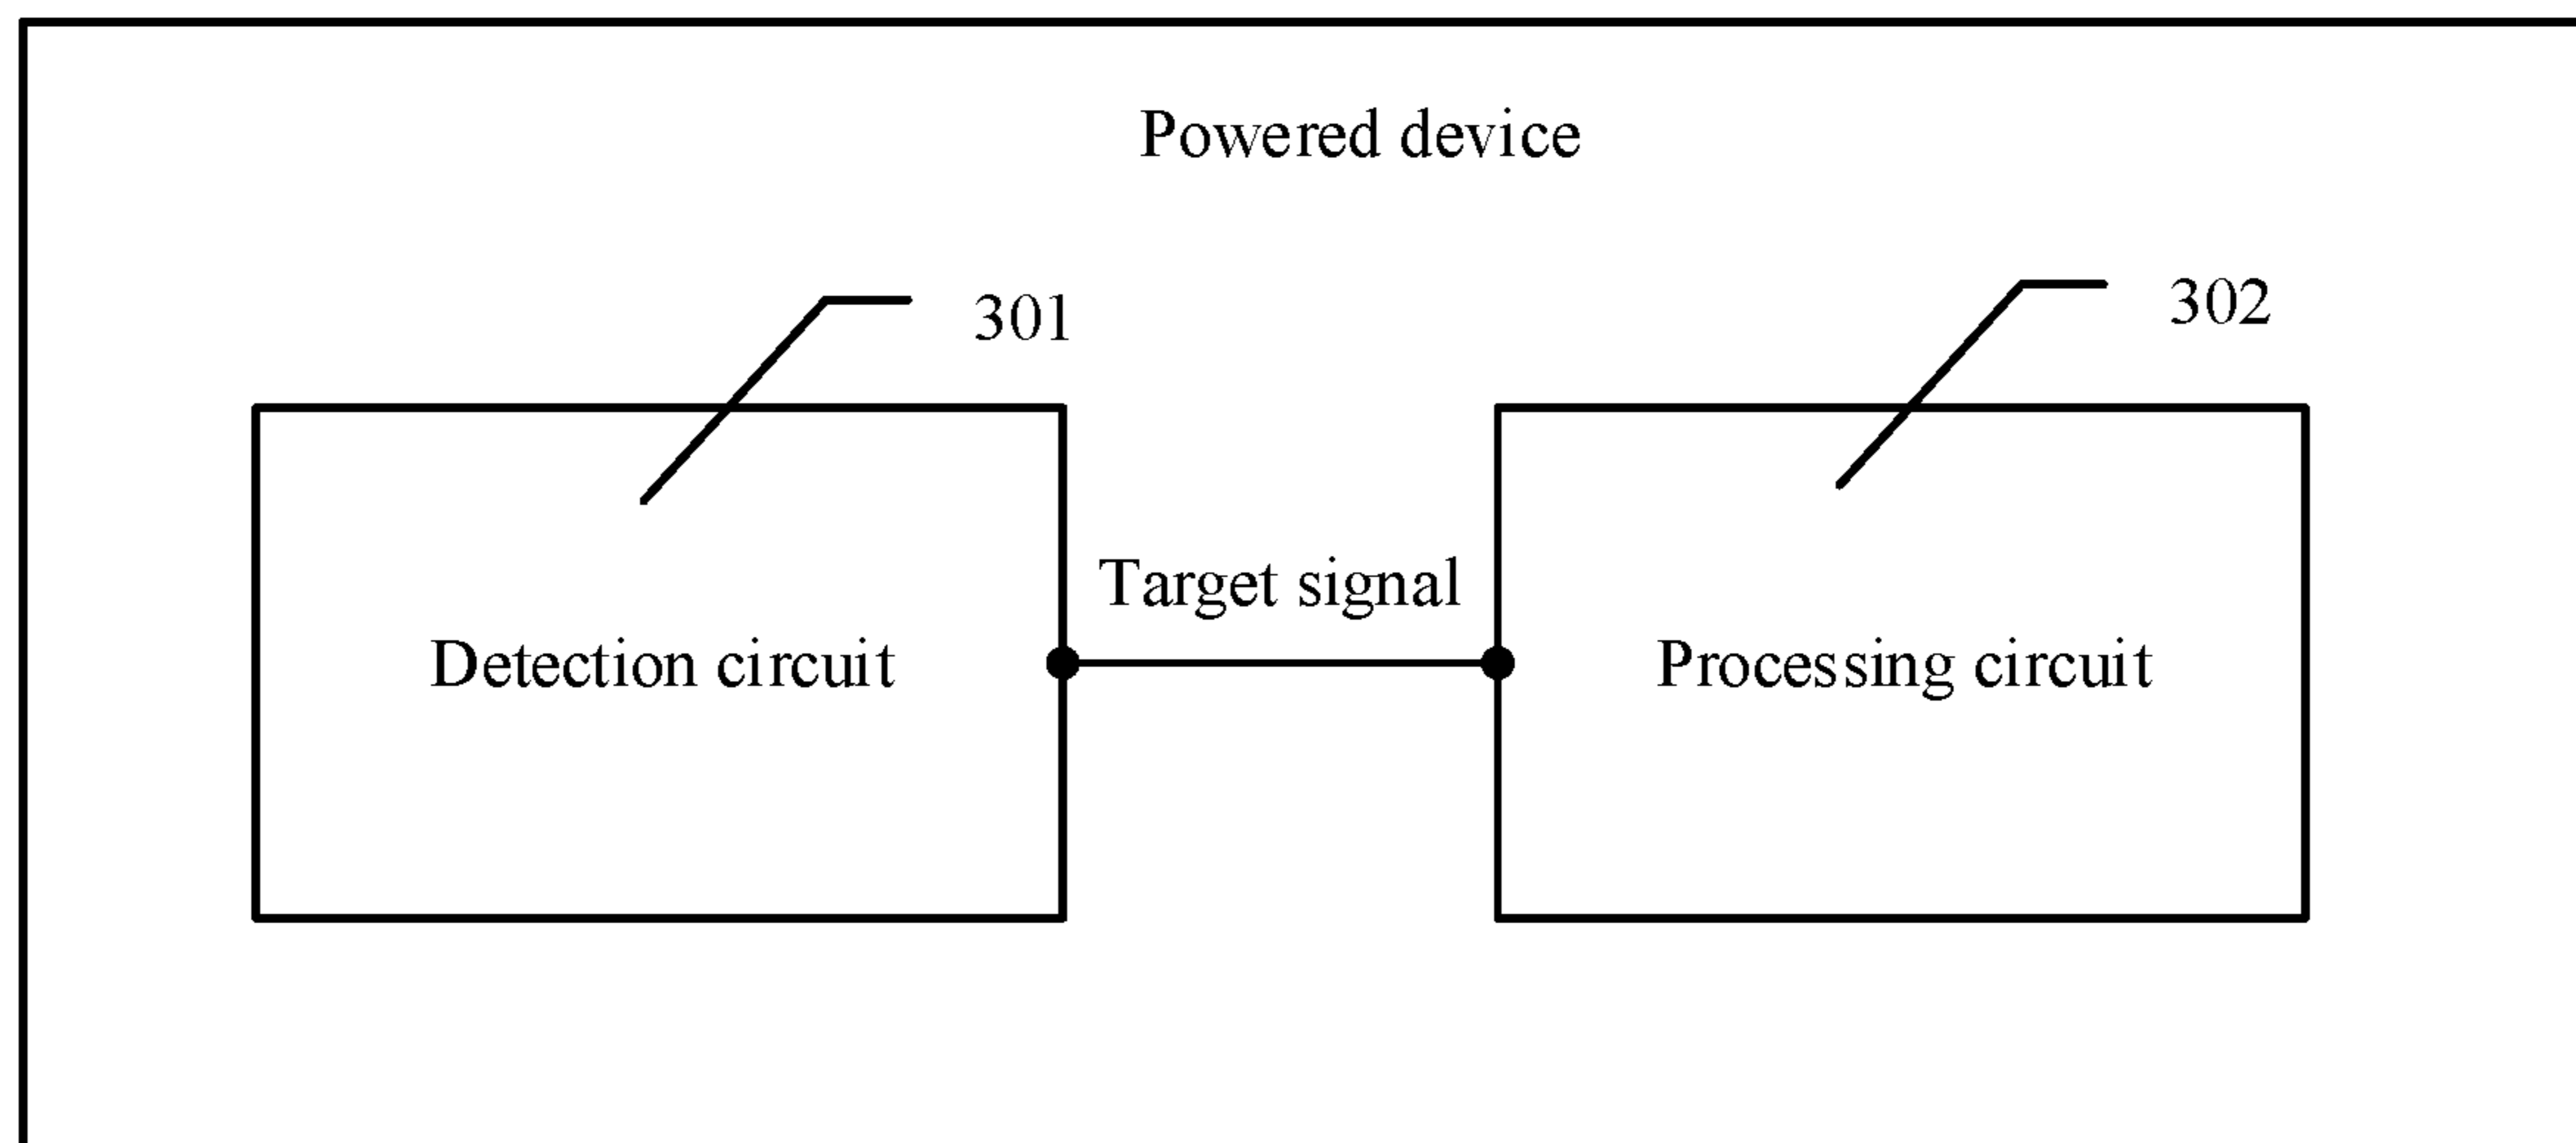 Powered device
301
302
Target signal
Detection circuit
Processing circuit